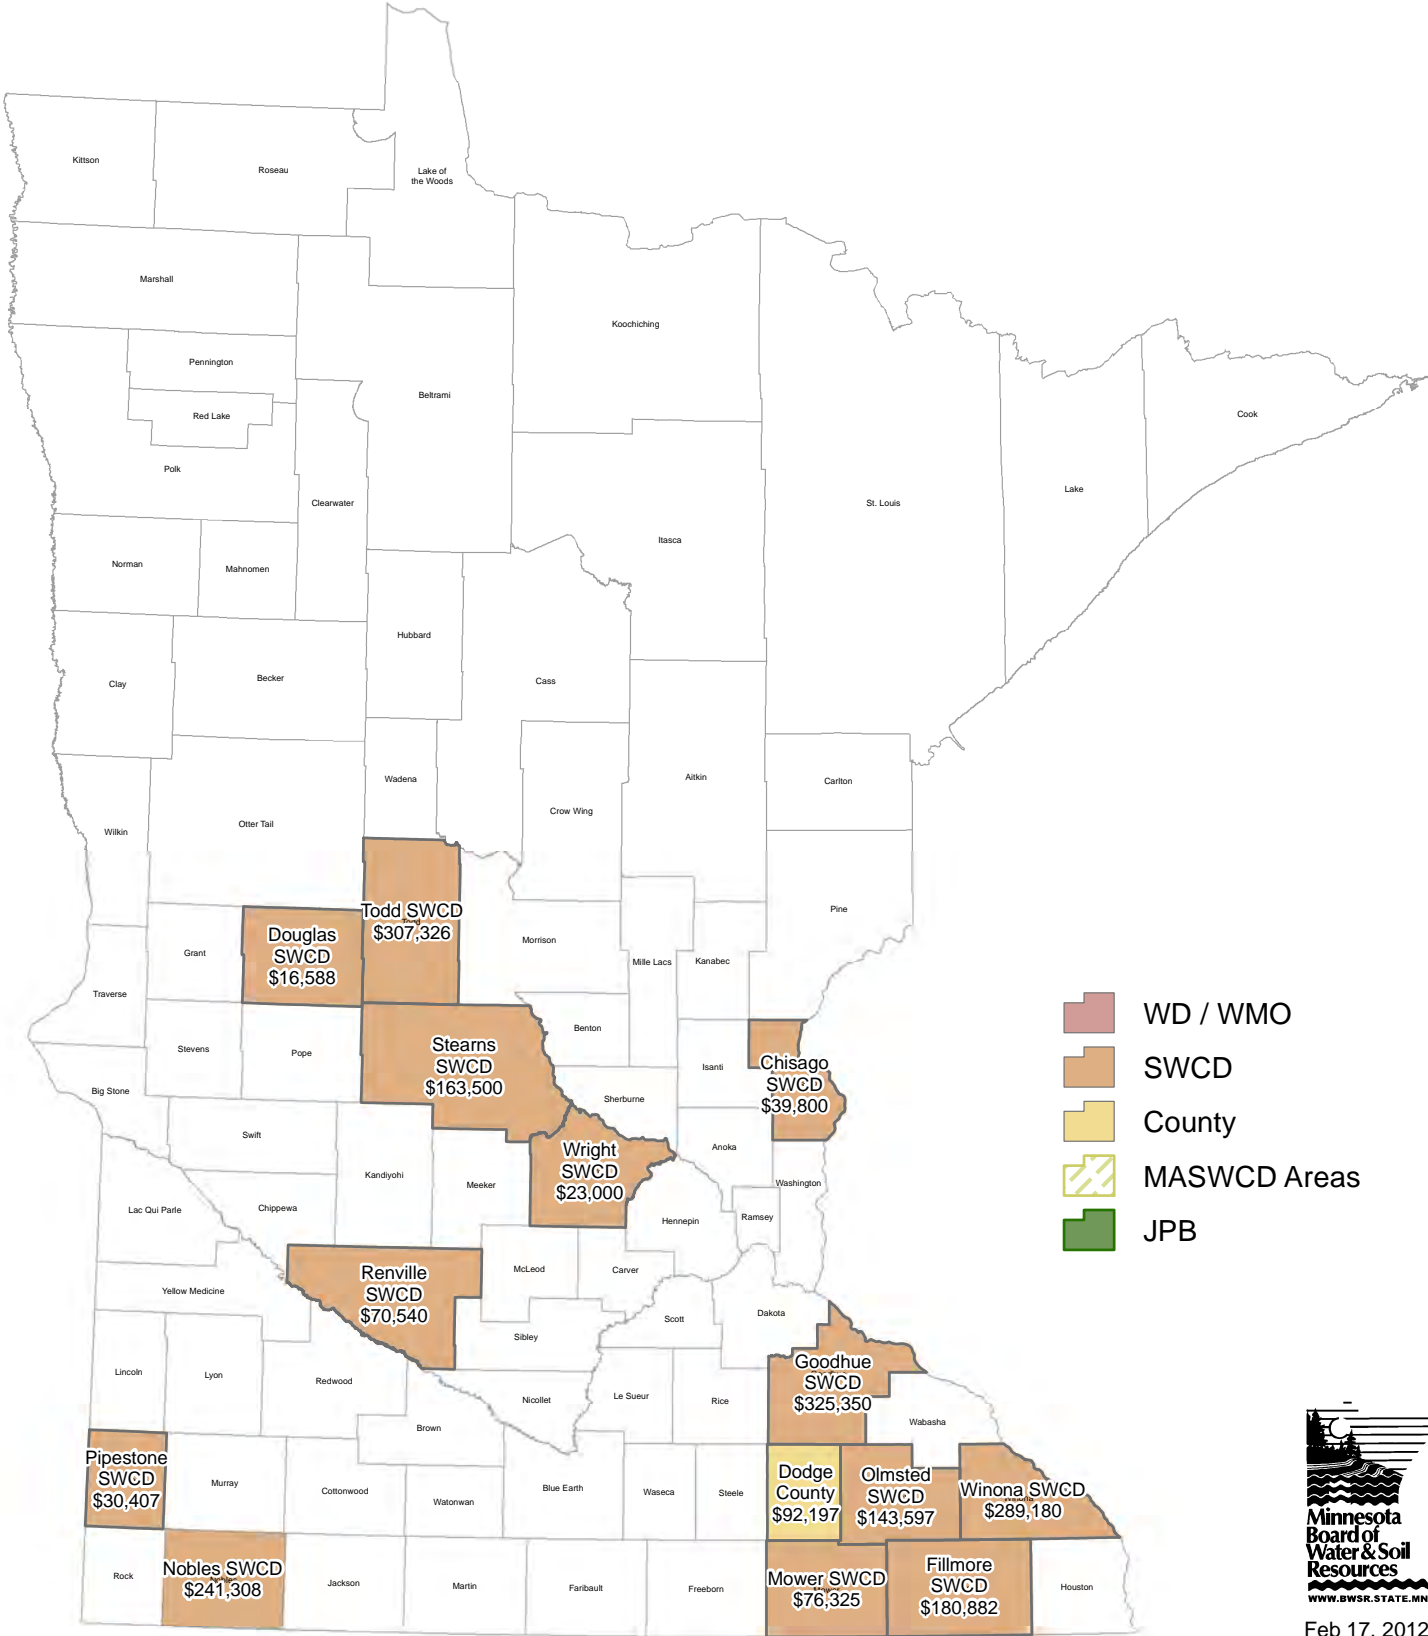 Kittson
Roseau
Lake of
the Woods
Marshall
Koochiching
Pennington
Beltrami
Red Lake
Cook
Polk
Clearwater
St. Louis
Lake
Itasca
Norman
Mahnomen
Hubbard
Clay
Becker
Cass
Wadena
Aitkin
Carlton
Crow Wing
Otter Tail
Wilkin
Todd SWCD
$307,326
Douglas
SWCD
$16,588
Pine
Morrison
Grant
Mille Lacs
Kanabec
Traverse
Benton
Stevens
Pope
Stearns
SWCD
$163,500
Isanti
Chisago
SWCD
$39,800
Big Stone
Sherburne
Swift
Anoka
Wright
SWCD
$23,000
Kandiyohi
Meeker
Washington
Lac Qui Parle
Chippewa
Hennepin
Ramsey
McLeod
Carver
Renville
SWCD
$70,540
Yellow Medicine
Scott
Dakota
Sibley
Goodhue
SWCD
$325,350
Lincoln
Lyon
Redwood
Nicollet
Le Sueur
Rice
Wabasha
Brown
Pipestone
SWCD
$30,407
Murray
Cottonwood
Watonwan
Blue Earth
Waseca
Steele
Dodge
County
$92,197
Olmsted
SWCD
$143,597
Winona SWCD
$289,180
Rock
Nobles SWCD
$241,308
Jackson
Martin
Faribault
Freeborn
Mower SWCD
$76,325
Fillmore
SWCD
$180,882
Houston
WD / WMO
SWCD
County
MASWCD Areas
JPB
Minnesota
Board of
Water & Soil
Resources
WWW.BWSR.STATE.MN
Feb 17, 2012